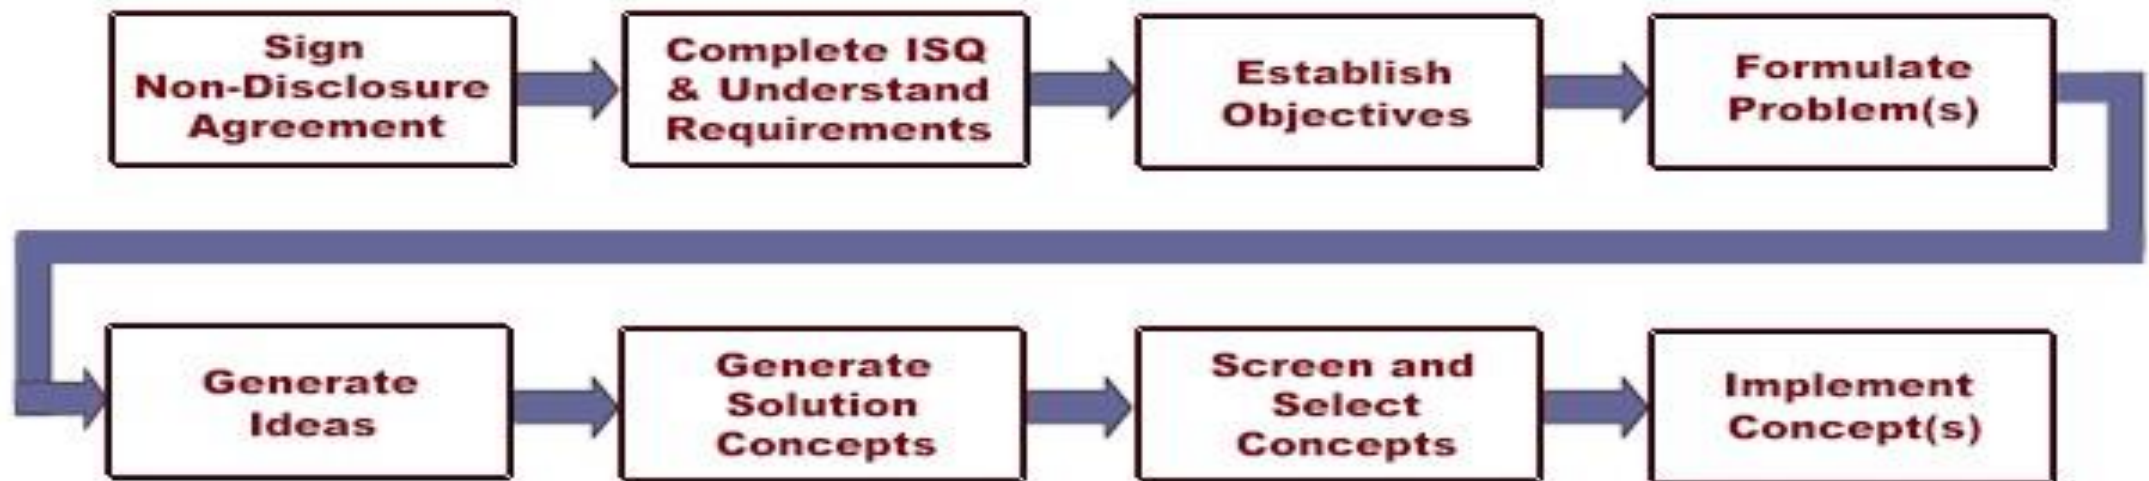 Sign
Non-Disclosure
Agreement
Complete ISQ
& Understand
Requirements
Establish
Objectives
Formulate
Problem(s)
Generate
Ideas
Generate
Solution
Concepts
Screen and
Select
Concepts
Implement
Concept(s)